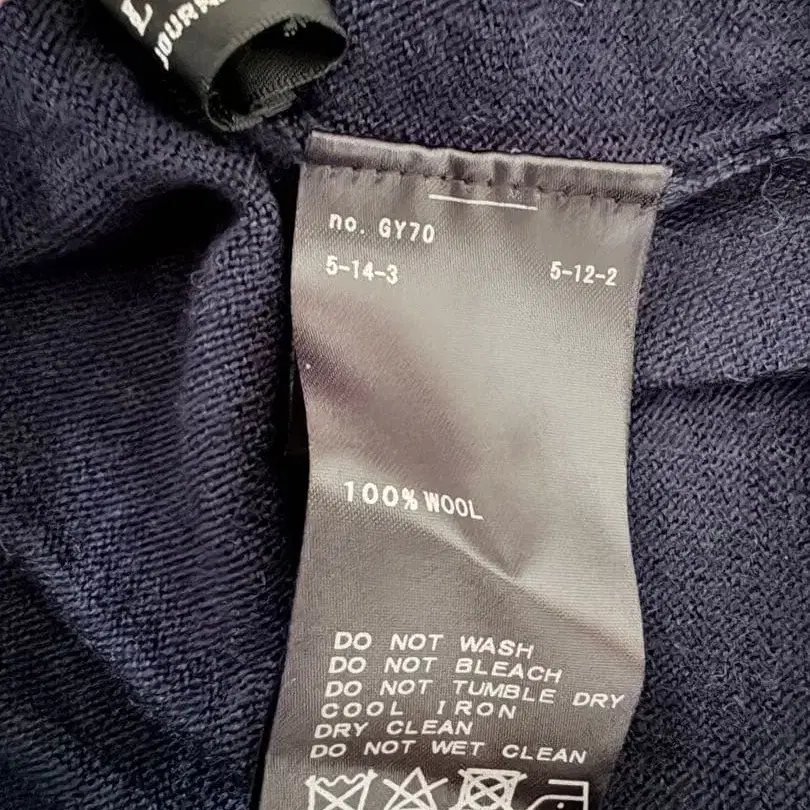 no. GY70
5-14-3 5-12-2
100% WOOL
DO NOT WASH
DO NOT BLEACH
DO NOT TUMBLE DRY
COOL IRON
DRY CLEAN
DO NOT WET CLEAN